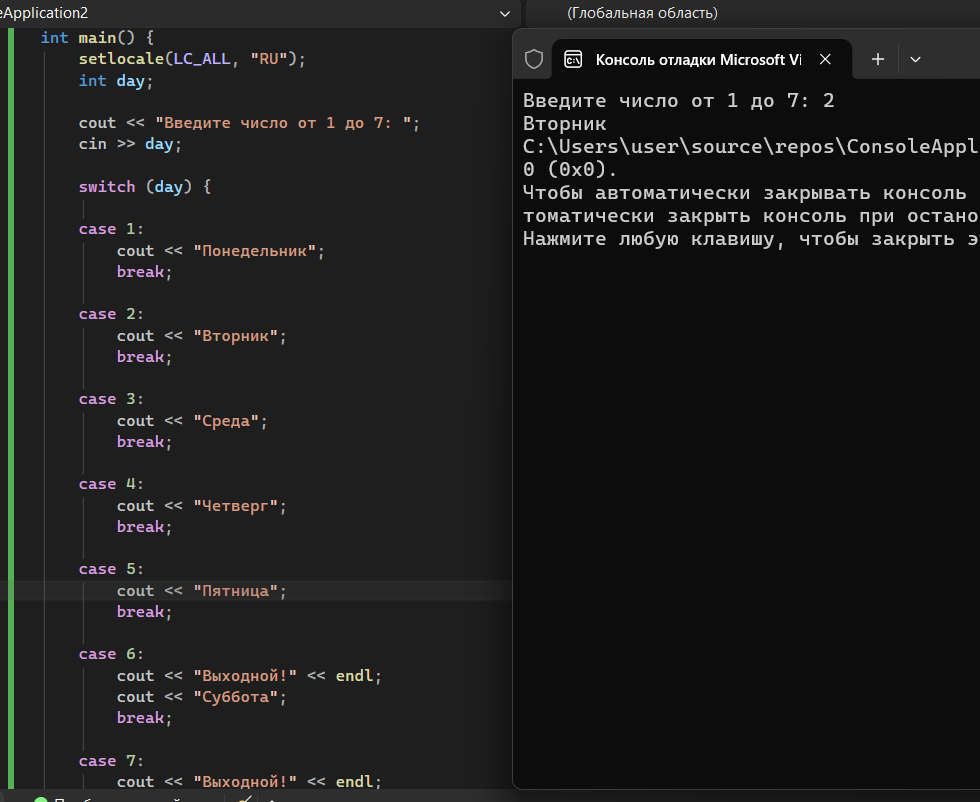 eApplication2
(Глобальная область)
int main() {
setlocale(LC_ALL, "RU");
int day;
cout << "Введите число от 1 до 7: ";
cin >> day;
switch (day) {
case 1:
cout << "Понедельник";
break;
case 2:
cout << "Вторник";
break;
case 3:
cout << "Среда";
break;
case 4:
cout << "Четверг";
break;
case 5:
cout << "Пятница";
break;
case 6:
cout << "Выходной!" << endl;
cout << "Суббота";
break;
case 7:
cout << "Выходной!" << endl;
Консоль отладки Microsoft Vi
Введите число от 1 до 7: 2
Вторник
C:\Users\user\source\repos\ConsoleAppl
0 (0x0).
Чтобы автоматически закрывать консоль
томатически закрыть консоль при остано
Нажмите любую клавишу, чтобы закрыть э